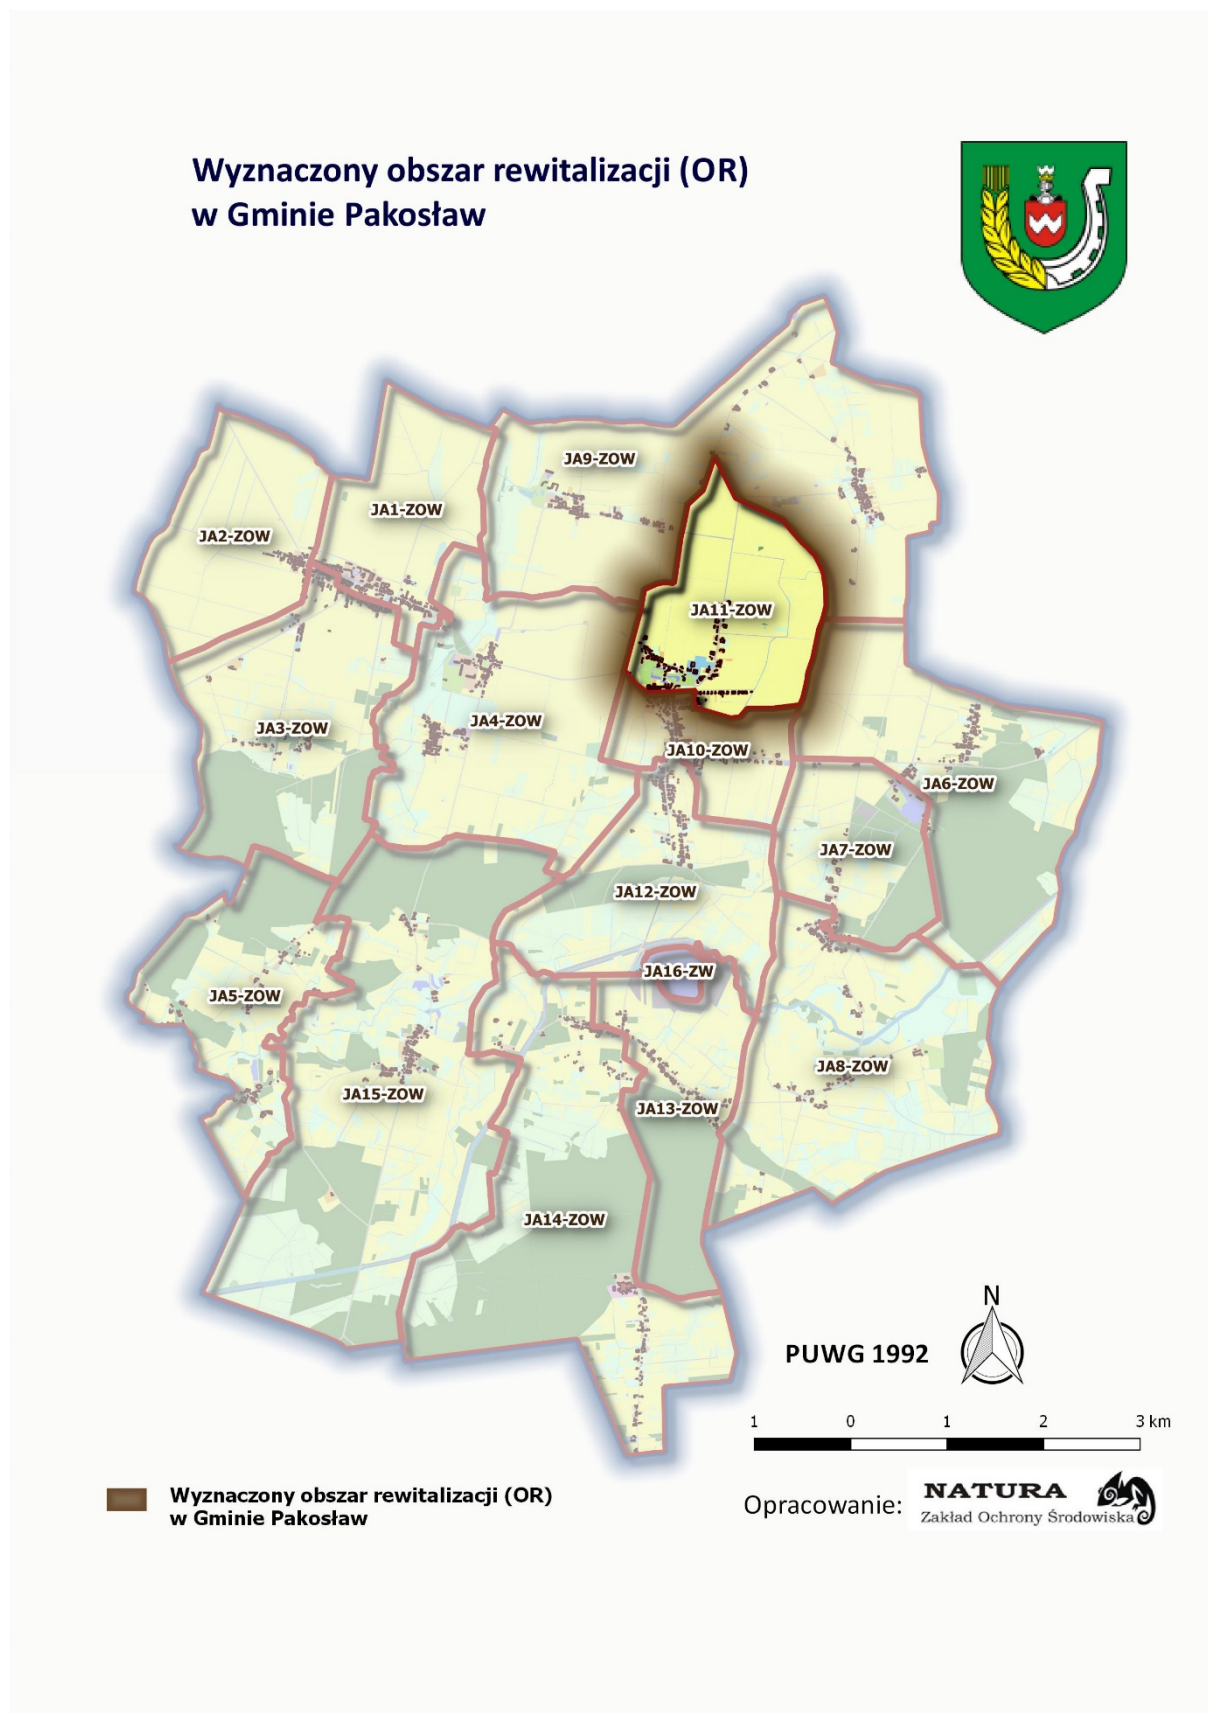 Wyznaczony obszar rewitalizacji (OR)
w Gminie Pakosław
JA9-ZOW
JA1-ZOW
JA2-ZOW
JA11-ZOW
JA4-ZOW
JA3-ZOW
JA10-ZOW
JA6-ZOW
JA7-ZOW
JA12-ZOW
JA16-ZW
JA5-ZOW
JA8-ZOW
JA15-ZOW
JA13-ZOW
JA14-ZOW
N
PUWG 1992
1 0 1 2 3 km
Wyznaczony obszar rewitalizacji (OR)
w Gminie Pakosław
Opracowanie:
NATURA
Zakład Ochrony Środowiska